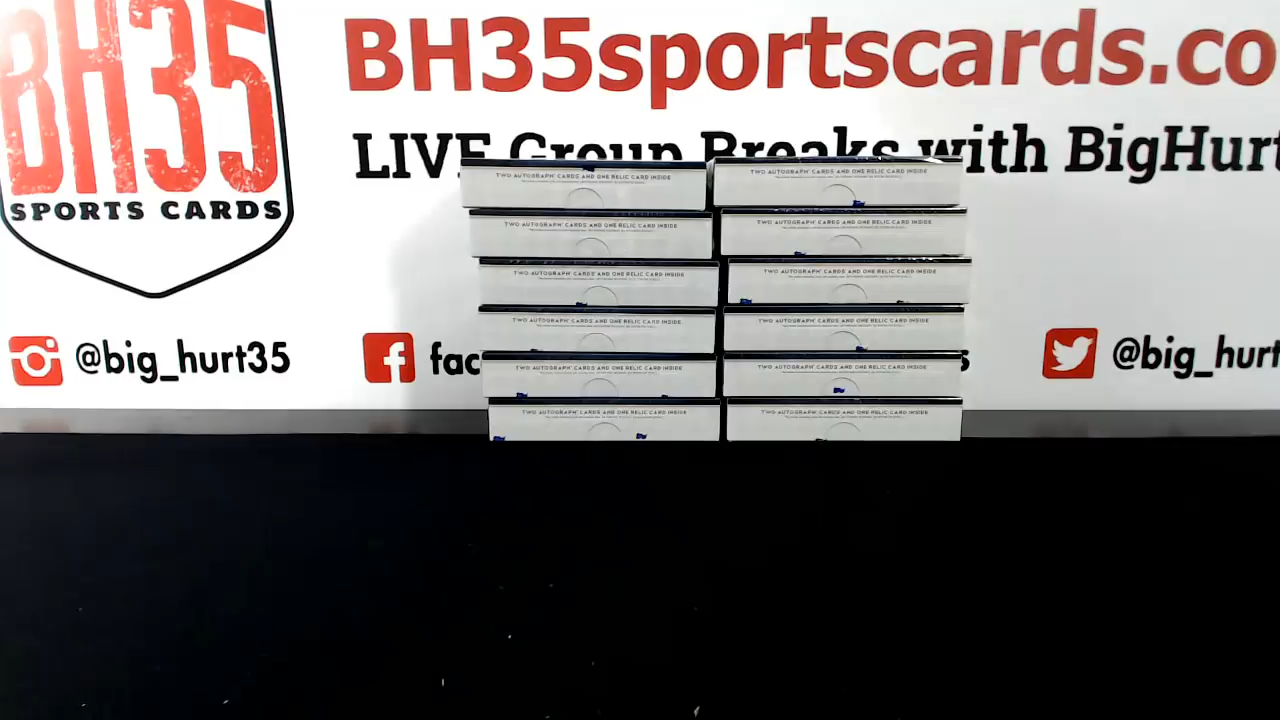 BH35
SPORTS CARDS
BH35sportscards.co
LIVE Group Breaks with BigHurt
@big_hurt35
fac
s
@big_hurt
TWO AUTOGRAPH CARDS AND ONE RELIC CARD INSIDE
TWO AUTOGRAPH CARDS AND ONE RELIC CARD INSIDE
TWO AUTOGRAPH CARDS AND ONE RELIC CARD INSIDE
TWO AUTOGRAPH CARDS AND ONE RELIC CARD INSIDE
TWO AUTOGRAPH CARDS AND ONE RELIC CARD INSIDE
TWO AUTOGRAPH CARDS AND ONE RELIC CARD INSIDE
TWO AUTOGRAPH CARDS AND ONE RELIC CARD INSIDE
TWO AUTOGRAPH CARDS AND ONE RELIC CARD INSIDE
TWO AUTOGRAPH CARDS AND ONE RELIC CARD INSIDE
TWO AUTOGRAPH CARDS AND ONE RELIC CARD INSIDE
TWO AUTOGRAPH CARDS AND ONE RELIC CARD INSIDE
TWO AUTOGRAPH CARDS AND ONE RELIC CARD INSIDE